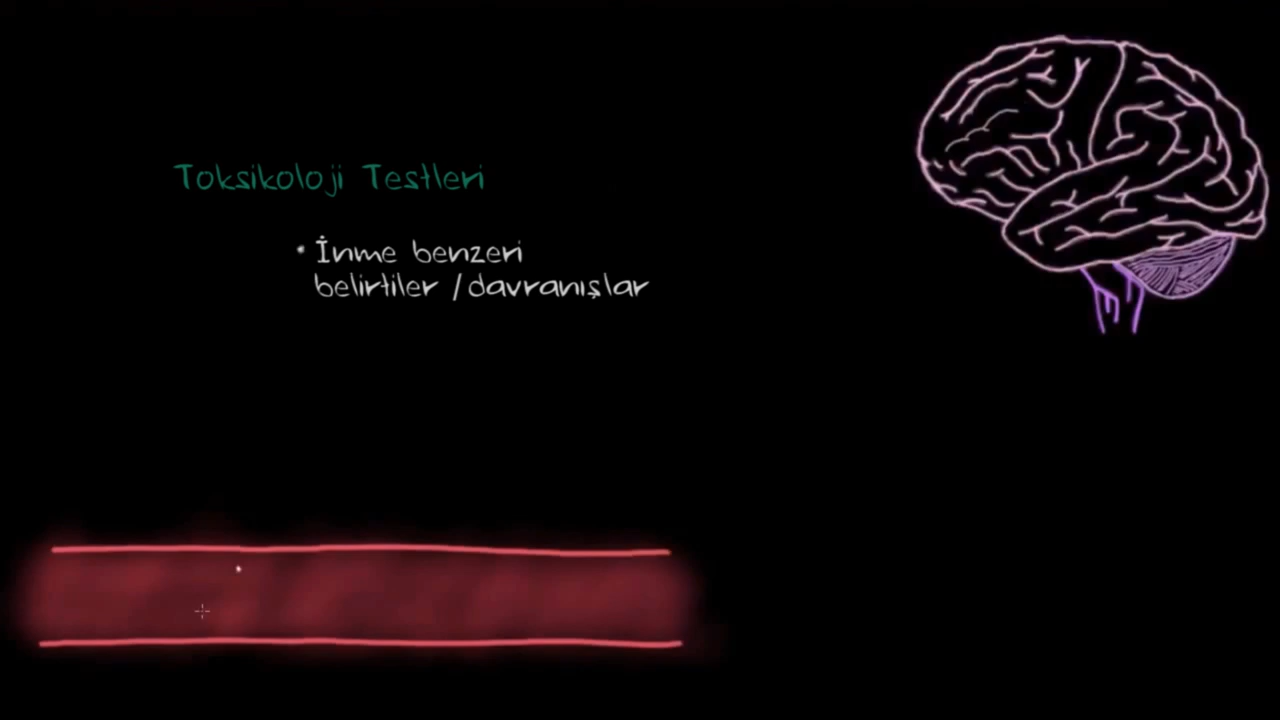 Toksikoloji Testleri
• İnme benzeri
belirtiler / davranışlar